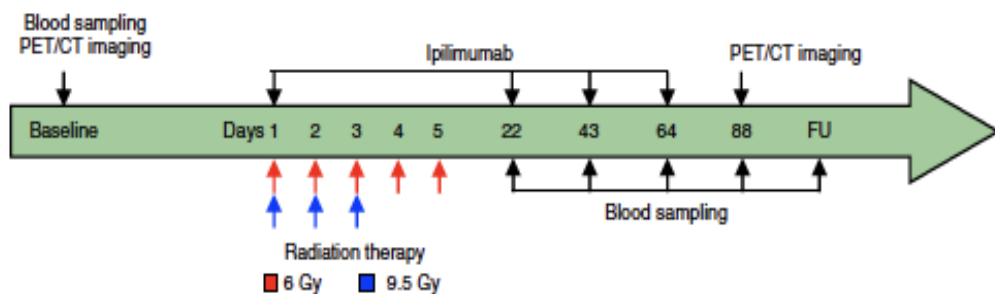 Blood sampling
PET/CT imaging
Ipilimumab
PET/CT imaging
Baseline
Days 1 2 3 4 5 22 43 64 88 FU
Blood sampling
Radiation therapy
6 Gy 9.5 Gy